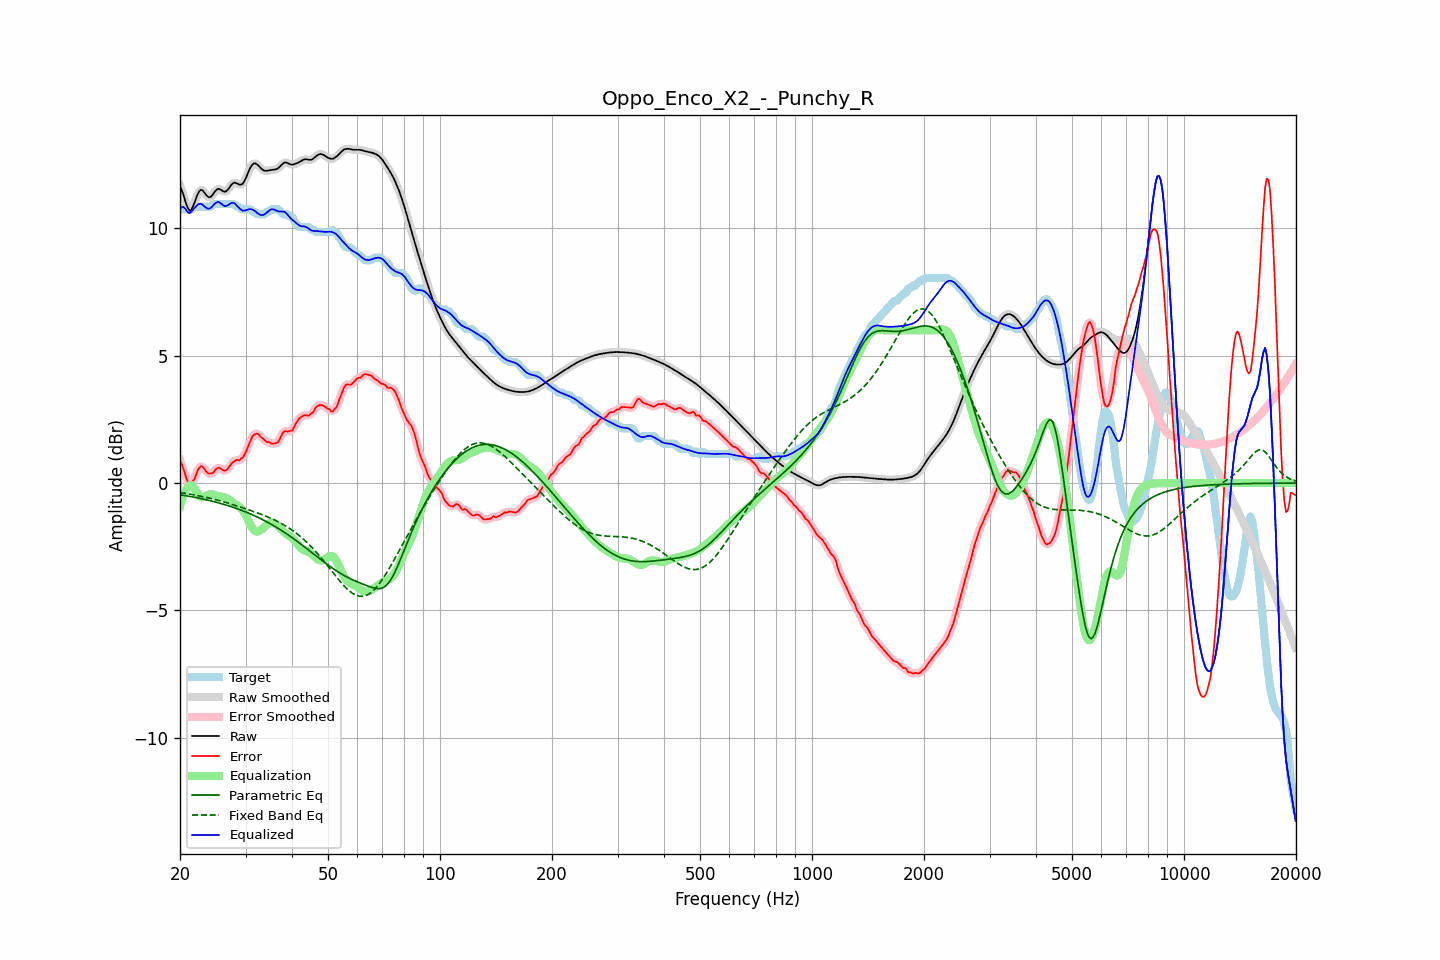 Oppo_Enco_X2_-_Punchy_R
Amplitude (dBr)
10
5
0
−5
−10
Target
Raw Smoothed
Error Smoothed
Raw
Error
Equalization
Parametric Eq
Fixed Band Eq
Equalized
20 50 100 200 500 1000 2000 5000 10000 20000
Frequency (Hz)